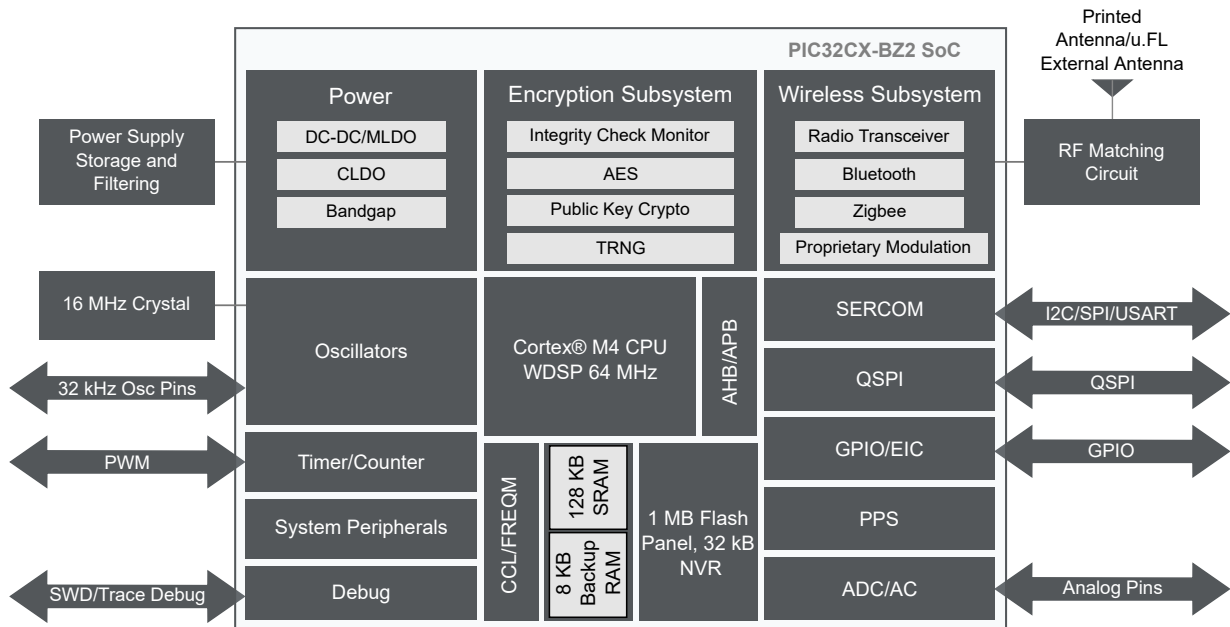 Printed
Antenna/u.FL
External Antenna
PIC32CX-BZ2 SoC
Power Supply
Storage and
Filtering
Power
DC-DC/MLDO
CLDO
Bandgap
Encryption Subsystem
Integrity Check Monitor
AES
Public Key Crypto
TRNG
Wireless Subsystem
Radio Transceiver
Bluetooth
Zigbee
Proprietary Modulation
RF Matching
Circuit
16 MHz Crystal
32 kHz Osc Pins
Oscillators
Cortex® M4 CPU
WDSP 64 MHz
AHB/APB
SERCOM
I2C/SPI/USART
QSPI
QSPI
PWM
Timer/Counter
System Peripherals
SWD/Trace Debug
Debug
CCL/FREQM
128 KB
SRAM
8 KB
Backup
RAM
1 MB Flash
Panel, 32 kB
NVR
GPIO/EIC
GPIO
PPS
ADC/AC
Analog Pins